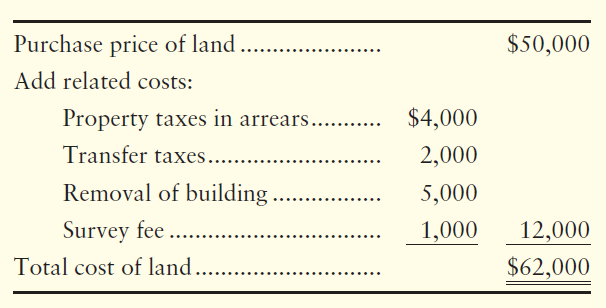 Purchase price of land ...................... $50,000
Add related costs:
Property taxes in arrears........... $4,000
Transfer taxes........................... 2,000
Removal of building ................. 5,000
Survey fee ................................. 1,000 12,000
Total cost of land............................. $62,000